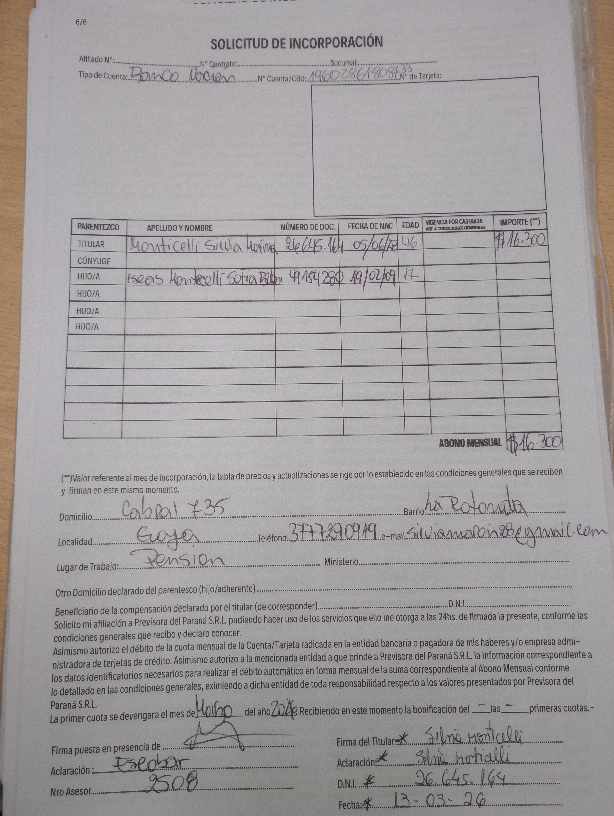 6/6
SOLICITUD DE INCORPORACIÓN
Afiliado N°: N° Contrato: Sucursal:
Tipo de Cuenta: Banco N° Cuenta/CBU: N° de Tarjeta:
PARENTEZCO APELLIDO Y NOMBRE NÚMERO DE DOC. FECHA DE NAC EDAD VIGENCIA POR CARENCIA IMPORTE (**)
TITULAR Monticelli Silvia 26.645.164 05/06/ 46 $16.300
CÓNYUGE
HIJO/A Monticelli 49154280 19/02/09 17
HIJO/A
HIJO/A
HIJO/A
ABONO MENSUAL $16.300
(**)Valor referente al mes de incorporación, la tabla de precios y actualizaciones se rige por lo establecido en las condiciones generales que se reciben
y firman en este mismo momento.
Domicilio Cabral 735 Barrio La Rotonda
Localidad Goya Teléfono: 3777290919 e-mail:
Lugar de Trabajo: Pension Ministerio:
Otro Domicilio declarado del parentesco (hijo/adherente)
Beneficiario de la compensación declarado por el titular (de corresponder) D.N.I.
Solicito mi afiliación a Previsora del Paraná S.R.L. pudiendo hacer uso de los servicios que ello me otorga a las 24hs. de firmada la presente, conforme las
condiciones generales que recibo y declaro conocer.
Asimismo autorizo el débito de la cuota mensual de la Cuenta/Tarjeta radicada en la entidad bancaria o pagadora de mis haberes y/o empresa admi-
nistradora de tarjetas de crédito. Asimismo autorizo a la mencionada entidad a que brinde a Previsora del Paraná S.R.L. la información correspondiente a
los datos identificatorios necesarios para realizar el débito automático en forma mensual de la suma correspondiente al Abono Mensual conforme
lo detallado en las condiciones generales, eximiendo a dicha entidad de toda responsabilidad respecto a los valores presentados por Previsora del
Paraná S.R.L.
La primer cuota se devengara el mes de Marzo del año 2026 Recibiendo en este momento la bonificación del - las - primeras cuotas.-
Firma puesta en presencia de Firma del Titular Silvia Monticelli
Aclaración: Escobar Aclaración Silvia Monticelli
Nro Asesor 2508 D.N.I. 26.645.164
Fecha: 13-03-26